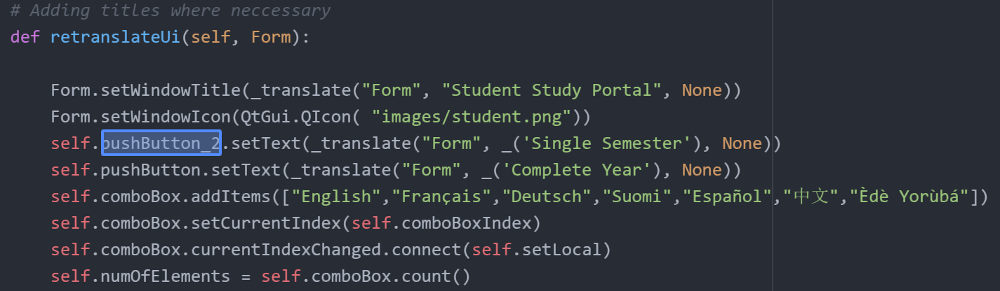 # Adding titles where neccessary
def retranslateUi(self, Form):
Form.setWindowTitle(_translate("Form", "Student Study Portal", None))
Form.setWindowIcon(QtGui.QIcon( "images/student.png"))
self.pushButton_2.setText(_translate("Form", _('Single Semester'), None))
self.pushButton.setText(_translate("Form", _('Complete Year'), None))
self.comboBox.addItems(["English","Français","Deutsch","Suomi","Español","中文","Èdè Yorùbá"])
self.comboBox.setCurrentIndex(self.comboBoxIndex)
self.comboBox.currentIndexChanged.connect(self.setLocal)
self.numOfElements = self.comboBox.count()